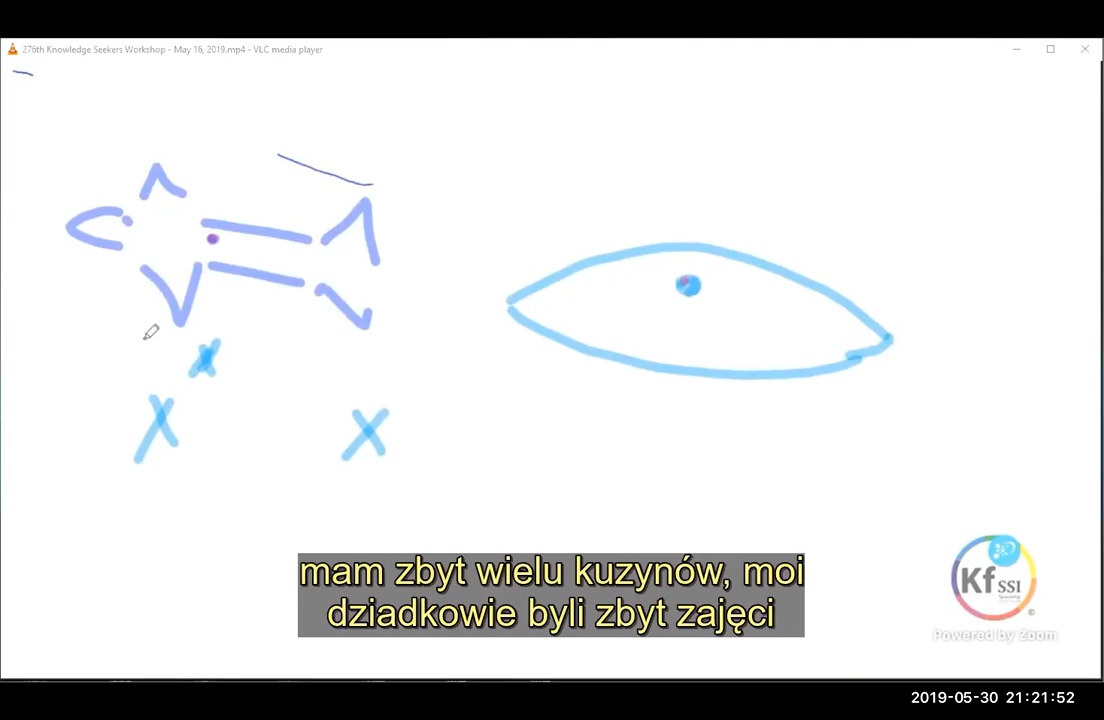 276th Knowledge Seekers Workshop - May 16, 2019.mp4 - VLC media player
X
X
X
mam zbyt wielu kuzynów, moi
dziadkowie byli zbyt zajęci
Kf SSI
©
Powered by Zoom
2019-05-30 21:21:52